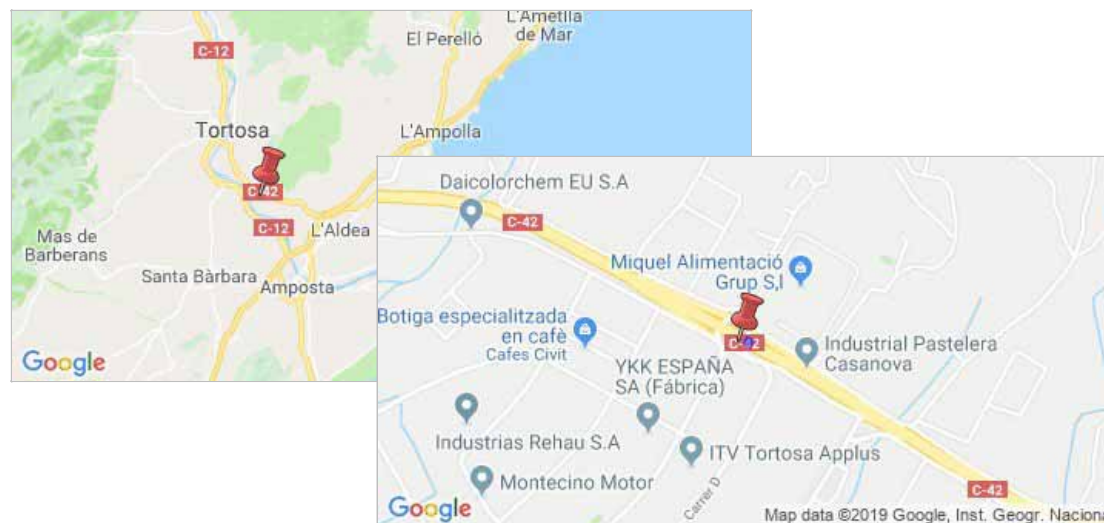 L'Ametlla
de Mar
El Perelló
C-12
Tortosa
L'Ampolla
C-42
C-12
L'Aldea
Mas de
Barberans
Santa Bàrbara
Amposta
Google
Daicolorchem EU S.A
C-42
Miquel Alimentació
Grup S,l
Botiga especialitzada
en cafè
Cafes Civit
Industrial Pastelera
Casanova
YKK ESPAÑA
SA (Fábrica)
Industrias Rehau S.A
ITV Tortosa Applus
Montecino Motor
Carrer D
C-42
Google
Map data ©2019 Google, Inst. Geogr. Naciona